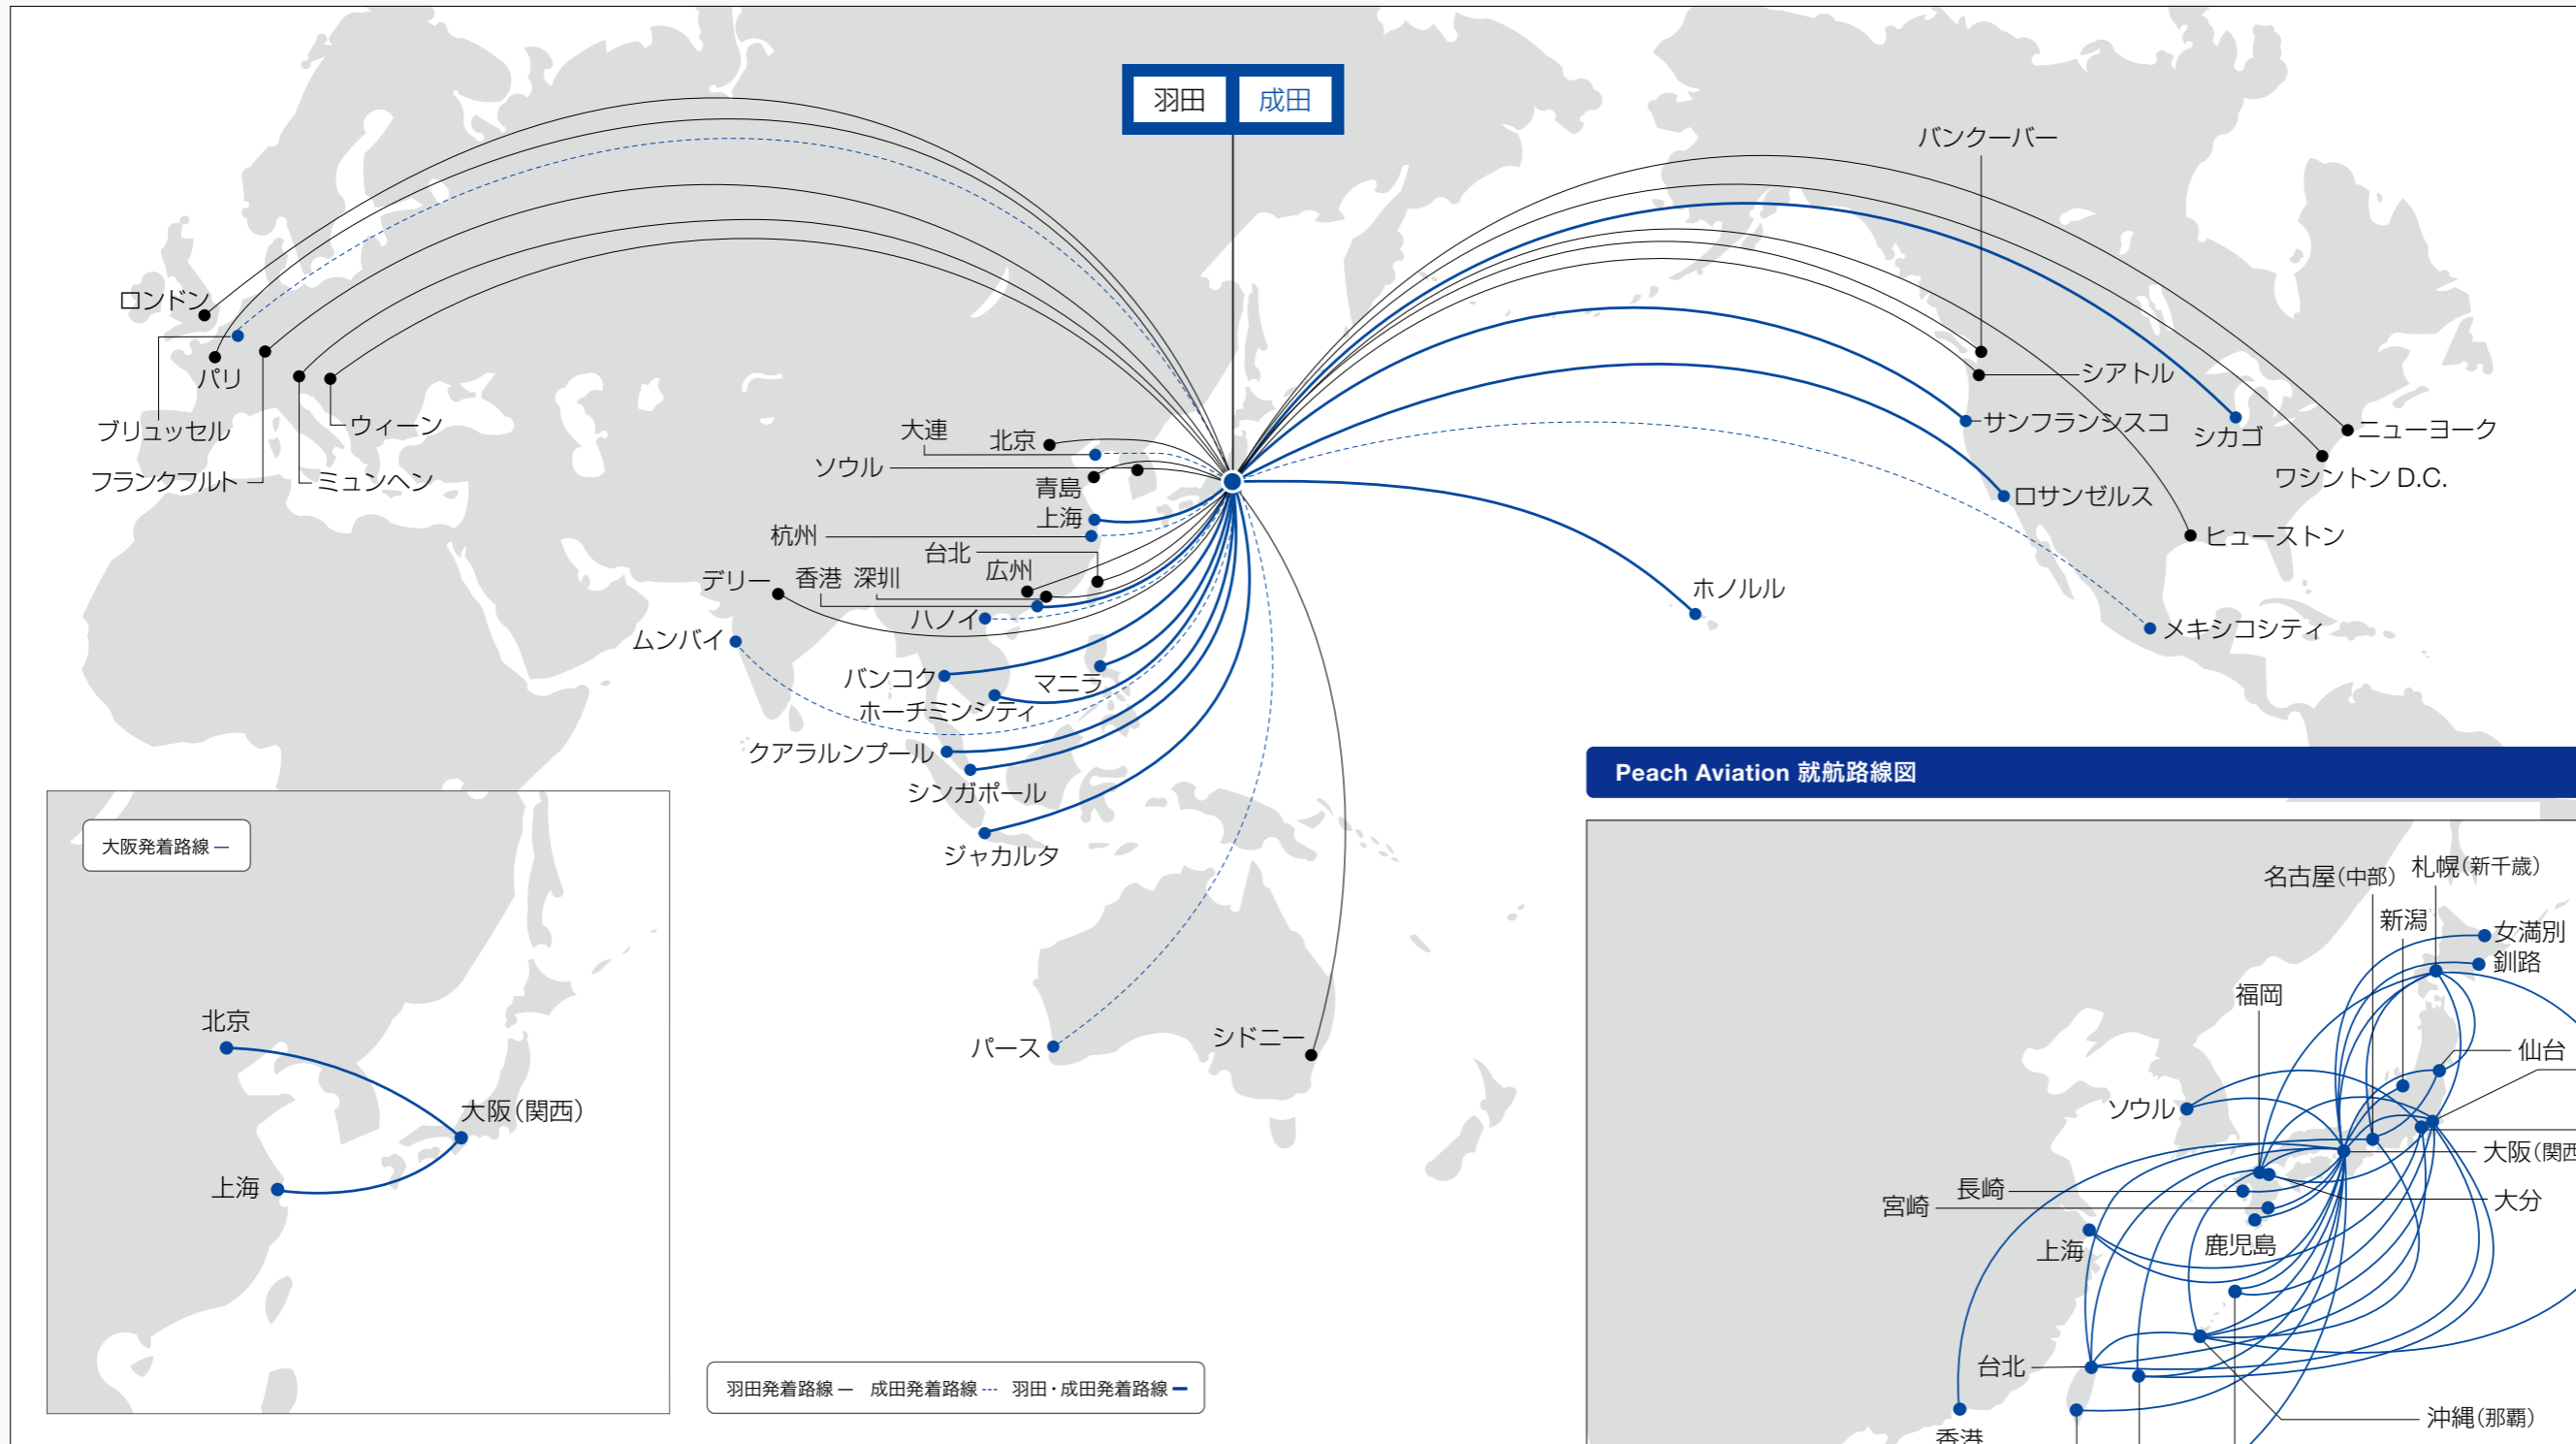 羽田 成田
バンクーバー
ロンドン
パリ
ブリュッセル
フランクフルト
ミュンヘン
ウィーン
シアトル
サンフランシスコ
シカゴ
ニューヨーク
ワシントン D.C.
ロサンゼルス
ヒューストン
ホノルル
メキシコシティ
大連
北京
ソウル
青島
上海
杭州
台北
広州
デリー
香港
深圳
ハノイ
ムンバイ
バンコク
マニラ
ホーチミンシティ
クアラルンプール
シンガポール
ジャカルタ
パース
シドニー
大阪発着路線
北京
大阪(関西)
上海
羽田発着路線 成田発着路線 羽田・成田発着路線
Peach Aviation 就航路線図
名古屋(中部)
札幌(新千歳)
新潟
女満別
釧路
福岡
仙台
ソウル
大阪(関西
長崎
宮崎
大分
上海
鹿児島
台北
沖縄(那覇)
香港